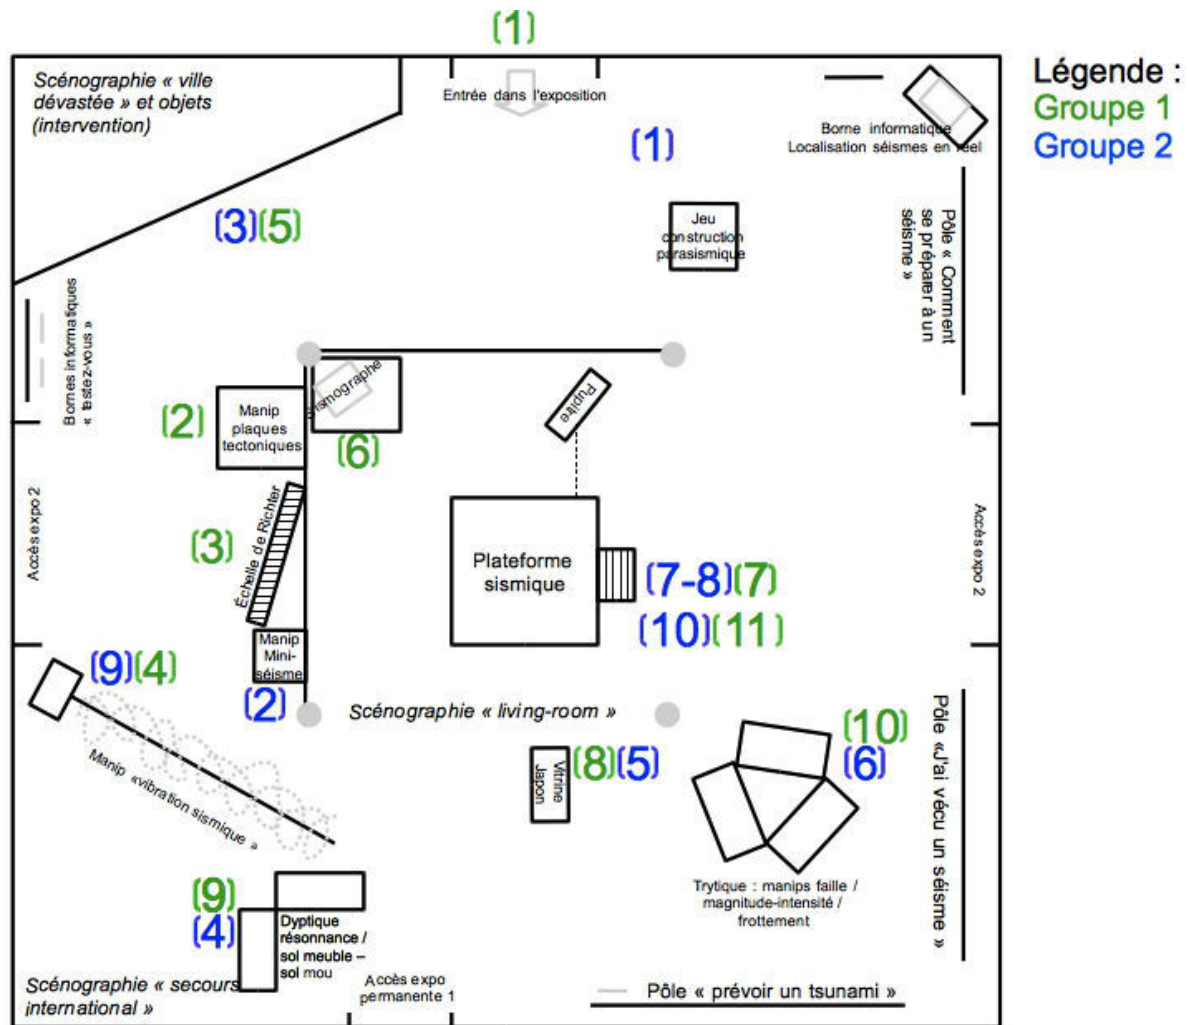 (1)
Scénographie « ville
dévastée » et objets
(intervention)
Entrée dans l'exposition
Légende :
Groupe 1
Groupe 2
(1)
Borne informatique
Localisation séismes en réel
(3)(5)
Jeu
construction
parasismique
Pôle « Comment
se préparer à un
séisme »
Bornes informatiques
« testez-vous »
Sismographe
(2)
Manip
plaques
tectoniques
(6)
Pupitre
Accès expo 2
(3)
Échelle de Richter
Plateforme
sismique
(7-8)(7)
(10)(11)
Accès expo 2
Manip
Mini-
séisme
(9)(4)
(2)
Scénographie « living-room »
Manip «vibration sismique »
Vitrine
Japon
(8)(5)
(10)
(6)
Pôle «J'ai vécu un séisme »
Trytique : manips faille /
magnitude-intensité /
frottement
(9)
(4)
Dyptique
résonnance /
sol meuble –
sol mou
Scénographie « secours
international »
Accès expo
permanente 1
Pôle « prévoir un tsunami »